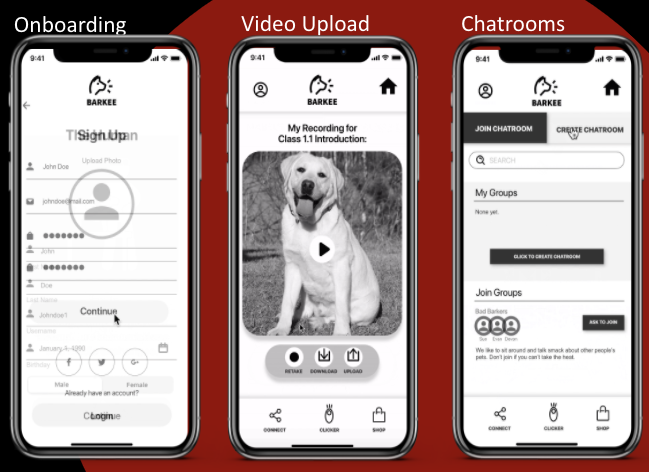 Onboarding
Video Upload
Chatrooms
9:41
BARKEE
Sign Up
Upload Photo
John Doe
johndoe@mail.com
John
Doe
Last Name
Johndoe1
Continue
Username
January 1, 1990
Birthday
Male
Female
Already have an account?
Login
9:41
BARKEE
My Recording for
Class 1.1 Introduction:
RETAKE
DOWNLOAD
UPLOAD
CONNECT
CLICKER
SHOP
9:41
BARKEE
JOIN CHATROOM
CREATE CHATROOM
SEARCH
My Groups
None yet.
CLICK TO CREATE CHATROOM
Join Groups
Bad Barkers
Sue Evan Devon
ASK TO JOIN
We like to sit around and talk smack about other people's
pets. Don't join if you can't take the heat.
CONNECT
CLICKER
SHOP